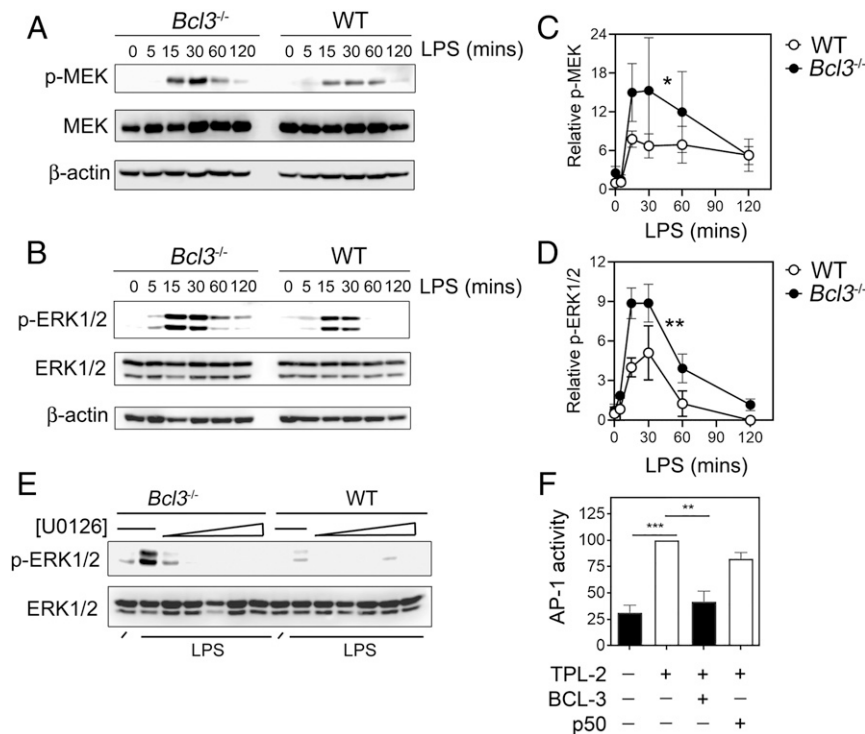 A
Bcl3-/- WT
0 5 15 30 60 120 0 5 15 30 60 120 LPS (mins)
p-MEK
MEK
β-actin
B
Bcl3-/- WT
0 5 15 30 60 120 0 5 15 30 60 120 LPS (mins)
p-ERK1/2
ERK1/2
β-actin
C
WT
Bcl3-/-
Relative p-MEK
24
18
12
6
0
*
0 30 60 90 120
LPS (mins)
D
WT
Bcl3-/-
Relative p-ERK1/2
12
9
6
3
0
**
0 30 60 90 120
LPS (mins)
E
Bcl3-/- WT
[U0126]
p-ERK1/2
ERK1/2
- LPS - LPS
F
AP-1 activity
125
100
75
50
25
0
*** **
TPL-2 − + + +
BCL-3 − − + −
p50 − − − +